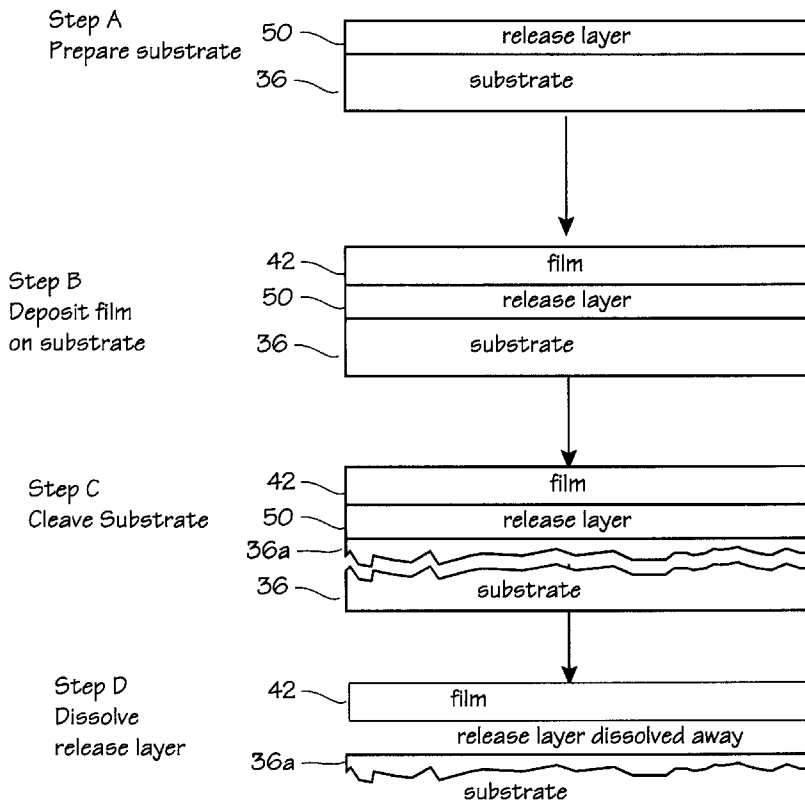 Step A
Prepare substrate
50
release layer
36
substrate
Step B
Deposit film
on substrate
42
film
50
release layer
36
substrate
Step C
Cleave Substrate
42
film
50
release layer
36a
36
substrate
Step D
Dissolve
release layer
42
film
release layer dissolved away
36a
substrate